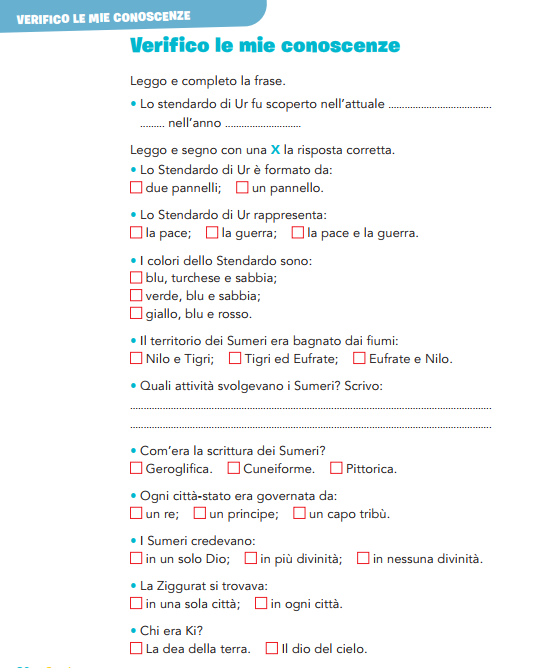 VERIFICO LE MIE CONOSCENZE
Verifico le mie conoscenze
Leggo e completo la frase.
• Lo stendardo di Ur fu scoperto nell'attuale ........................................
.......... nell'anno .............................
Leggo e segno con una X la risposta corretta.
• Lo Stendardo di Ur è formato da:
□ due pannelli; □ un pannello.
• Lo Stendardo di Ur rappresenta:
□ la pace; □ la guerra; □ la pace e la guerra.
• I colori dello Stendardo sono:
□ blu, turchese e sabbia;
□ verde, blu e sabbia;
□ giallo, blu e rosso.
• Il territorio dei Sumeri era bagnato dai fiumi:
□ Nilo e Tigri; □ Tigri ed Eufrate; □ Eufrate e Nilo.
• Quali attività svolgevano i Sumeri? Scrivo:
................................................................................
................................................................................
• Com'era la scrittura dei Sumeri?
□ Geroglifica. □ Cuneiforme. □ Pittorica.
• Ogni città-stato era governata da:
□ un re; □ un principe; □ un capo tribù.
• I Sumeri credevano:
□ in un solo Dio; □ in più divinità; □ in nessuna divinità.
• La Ziggurat si trovava:
□ in una sola città; □ in ogni città.
• Chi era Ki?
□ La dea della terra. □ Il dio del cielo.